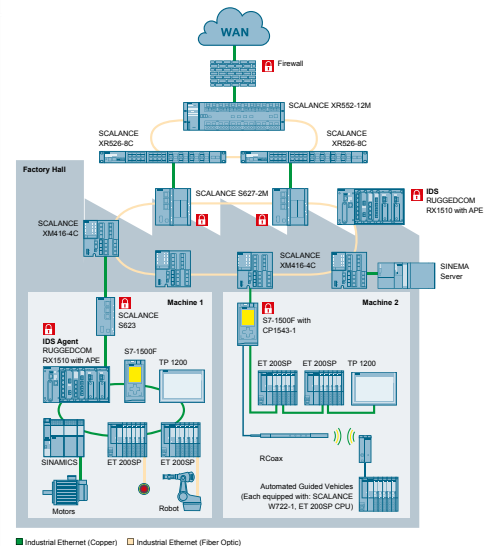 WAN
Firewall
SCALANCE XR552-12M
SCALANCE
XR526-8C
SCALANCE
XR526-8C
Factory Hall
SCALANCE S627-2M
IDS
RUGGEDCOM
RX1510 with APE
SCALANCE
XM416-4C
SCALANCE
XM416-4C
SINEMA
Server
Machine 1
Machine 2
SCALANCE
S623
S7-1500F with
CP1543-1
IDS Agent
RUGGEDCOM
RX1510 with APE
S7-1500F
TP 1200
ET 200SP
ET 200SP
TP 1200
SINAMICS
ET 200SP
ET 200SP
RCoax
Motors
Robot
Automated Guided Vehicles
(Each equipped with: SCALANCE
W722-1, ET 200SP CPU)
Industrial Ethernet (Copper)
Industrial Ethernet (Fiber Optic)